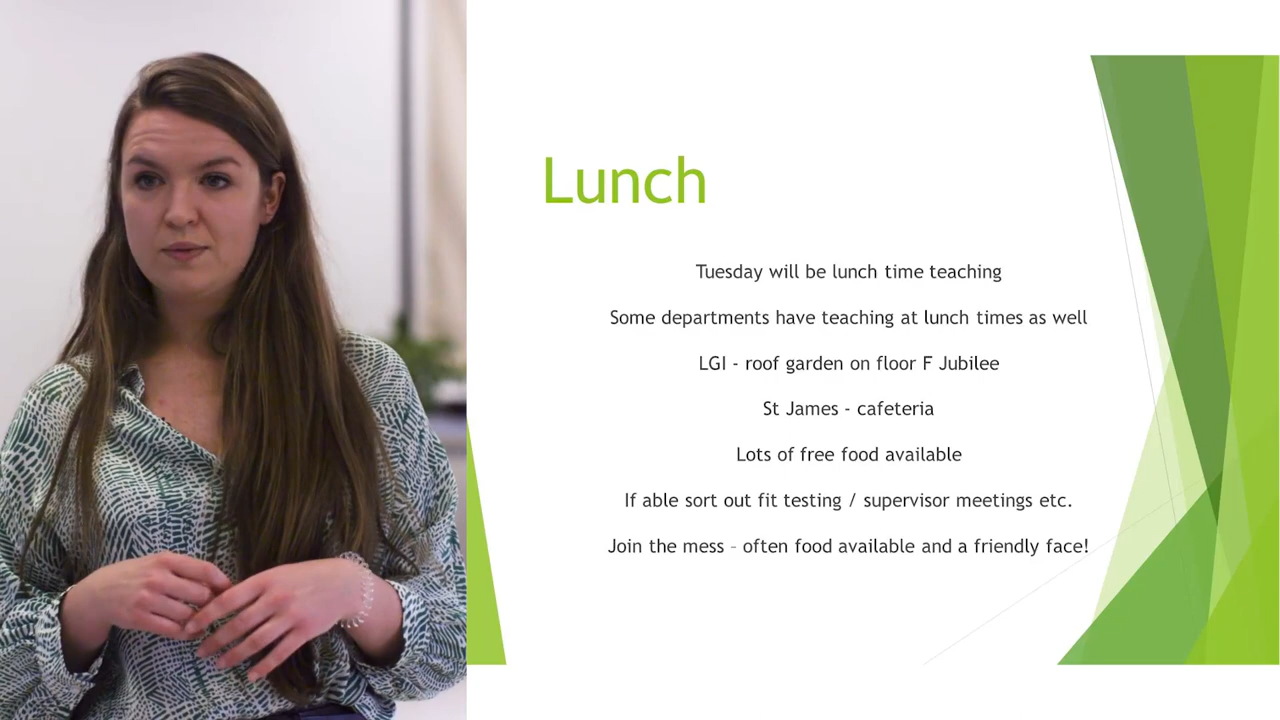 Lunch
Tuesday will be lunch time teaching
Some departments have teaching at lunch times as well
LGI - roof garden on floor F Jubilee
St James - cafeteria
Lots of free food available
If able sort out fit testing / supervisor meetings etc.
Join the mess – often food available and a friendly face!